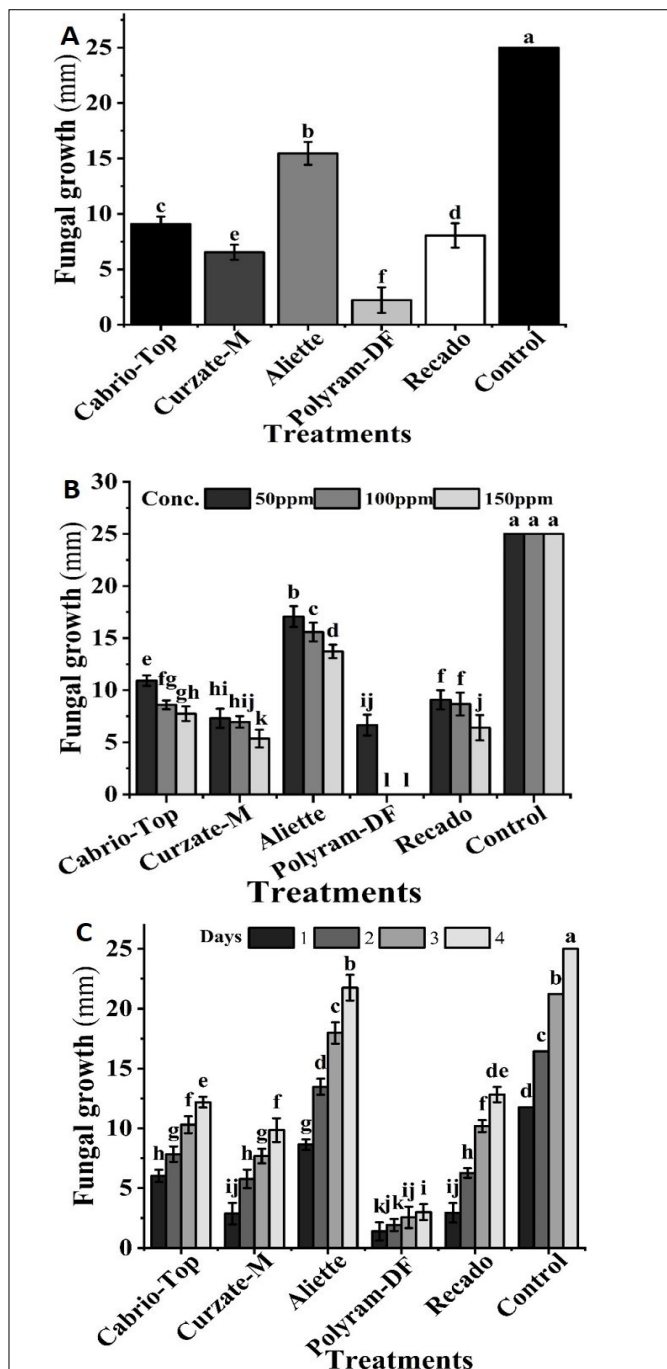 A
Fungal growth (mm)
25
20
15
10
5
0
c
e
b
f
d
a
Cabrio-Top
Curzate-M
Aliette
Polyram-DF
Recado
Control
Treatments
B
Fungal growth (mm)
30
25
20
15
10
5
0
Conc. 50ppm 100ppm 150ppm
e fg gh
hi hij k
b c d
ij l l
f f j
a a a
Cabrio-Top
Curzate-M
Aliette
Polyram-DF
Recado
Control
Treatments
C
Fungal growth (mm)
25
20
15
10
5
0
Days 1 2 3 4
h g f e
ij h g f
g d c b
k jk ij i
ij h f de
d c b a
Cabrio-Top
Curzate-M
Aliette
Polyram-DF
Recado
Control
Treatments